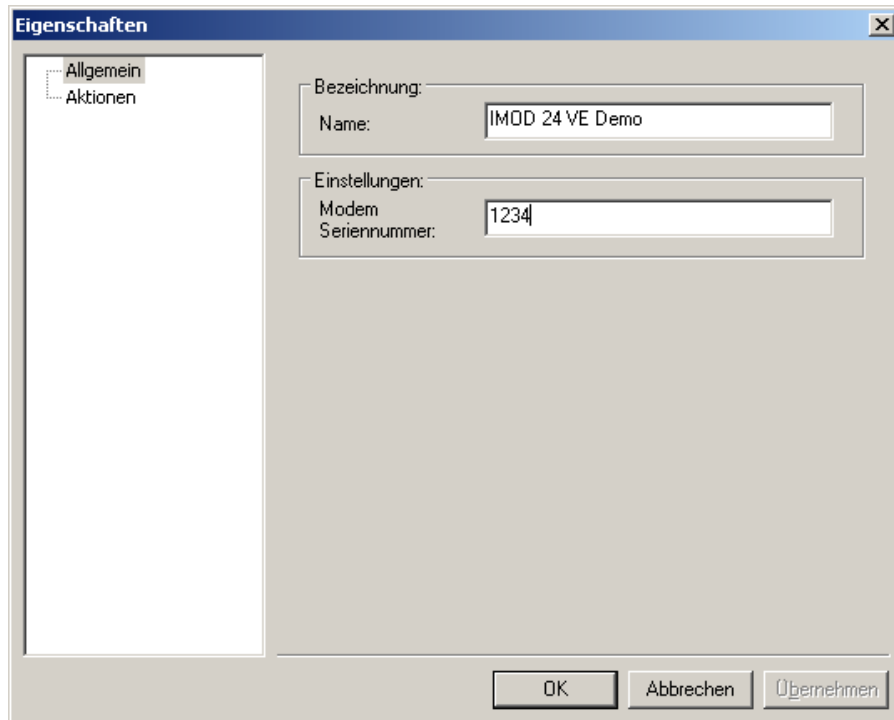 Eigenschaften
Allgemein
Aktionen
Bezeichnung:
Name:
IMOD 24 VE Demo
Einstellungen:
Modem
Seriennummer:
1234
OK
Abbrechen
Übernehmen